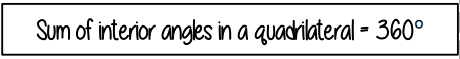 Sum of interior angles in a quadrilateral = 360°